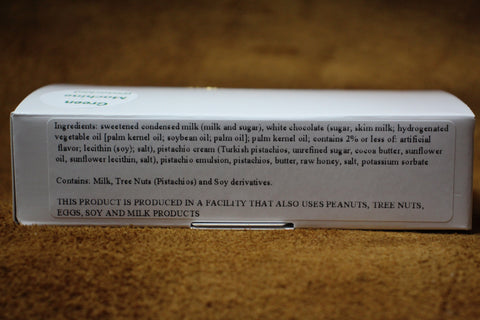 Green
Machine
Ingredients: sweetened condensed milk (milk and sugar), white chocolate (sugar, skim milk; hydrogenated
vegetable oil [palm kernel oil; soybean oil; palm oil]; palm kernel oil, contains 2% or less of: artificial
flavor; lecithin (soy); salt), pistachio cream (Turkish pistachios, unrefined sugar, cocoa butter, sunflower
oil, sunflower lecithin, salt), pistachio emulsion, pistachios, butter, raw honey, salt, potassium sorbate
Contains: Milk, Tree Nuts (Pistachios) and Soy derivatives.
THIS PRODUCT IS PRODUCED IN A FACILITY THAT ALSO USES PEANUTS, TREE NUTS,
EGGS, SOY AND MILK PRODUCTS